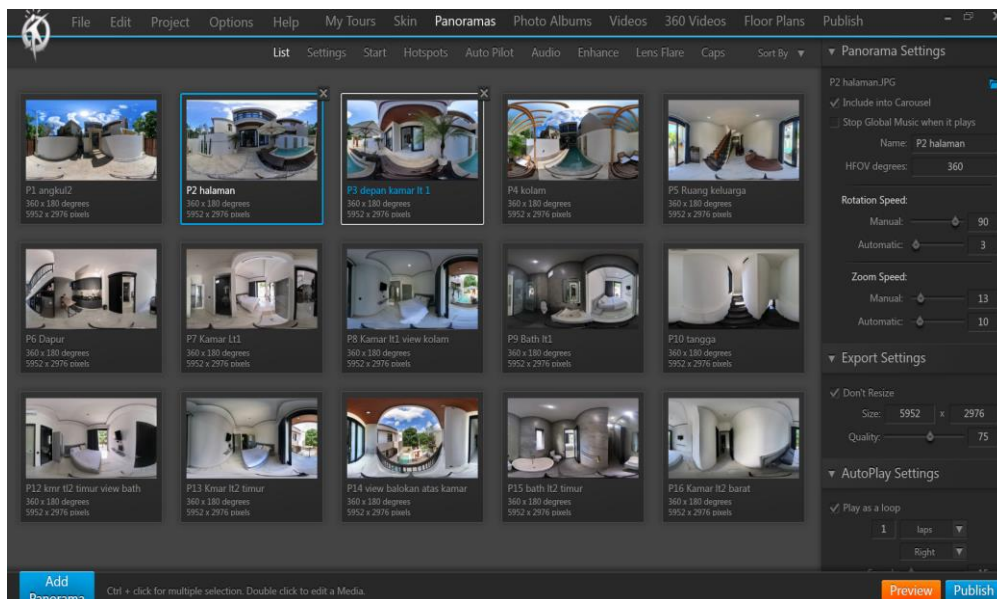 File Edit Project Options Help My Tours Skin Panoramas Photo Albums Videos 360 Videos Floor Plans Publish
List Settings Start Hotspots Auto Pilot Audio Enhance Lens Flare Caps Sort By
P1 angkul2
360 x 180 degrees
5952 x 2976 pixels
P2 halaman
360 x 180 degrees
5952 x 2976 pixels
P3 depan kamar lt 1
360 x 180 degrees
5952 x 2976 pixels
P4 kolam
360 x 180 degrees
5952 x 2976 pixels
P5 Ruang keluarga
360 x 180 degrees
5952 x 2976 pixels
P6 Dapur
360 x 180 degrees
5952 x 2976 pixels
P7 Kamar Lt1
360 x 180 degrees
5952 x 2976 pixels
P8 Kamar lt1 view kolam
360 x 180 degrees
5952 x 2976 pixels
P9 Bath lt1
360 x 180 degrees
5952 x 2976 pixels
P10 tangga
360 x 180 degrees
5952 x 2976 pixels
P12 kmr tl2 timur view bath
360 x 180 degrees
5952 x 2976 pixels
P13 Kmar lt2 timur
360 x 180 degrees
5952 x 2976 pixels
P14 view balokan atas kamar
360 x 180 degrees
5952 x 2976 pixels
P15 bath lt2 timur
360 x 180 degrees
5952 x 2976 pixels
P16 Kamar lt2 barat
360 x 180 degrees
5952 x 2976 pixels
Panorama Settings
P2 halaman.JPG
Include into Carousel
Stop Global Music when it plays
Name: P2 halaman
HFOV degrees: 360
Rotation Speed:
Manual: 90
Automatic: 3
Zoom Speed:
Manual: 13
Automatic: 10
Export Settings
Don't Resize
Size: 5952 x 2976
Quality: 75
AutoPlay Settings
Play as a loop
1 laps
Right
Add
Panorama
Ctrl + click for multiple selection. Double click to edit a Media.
Preview Publish